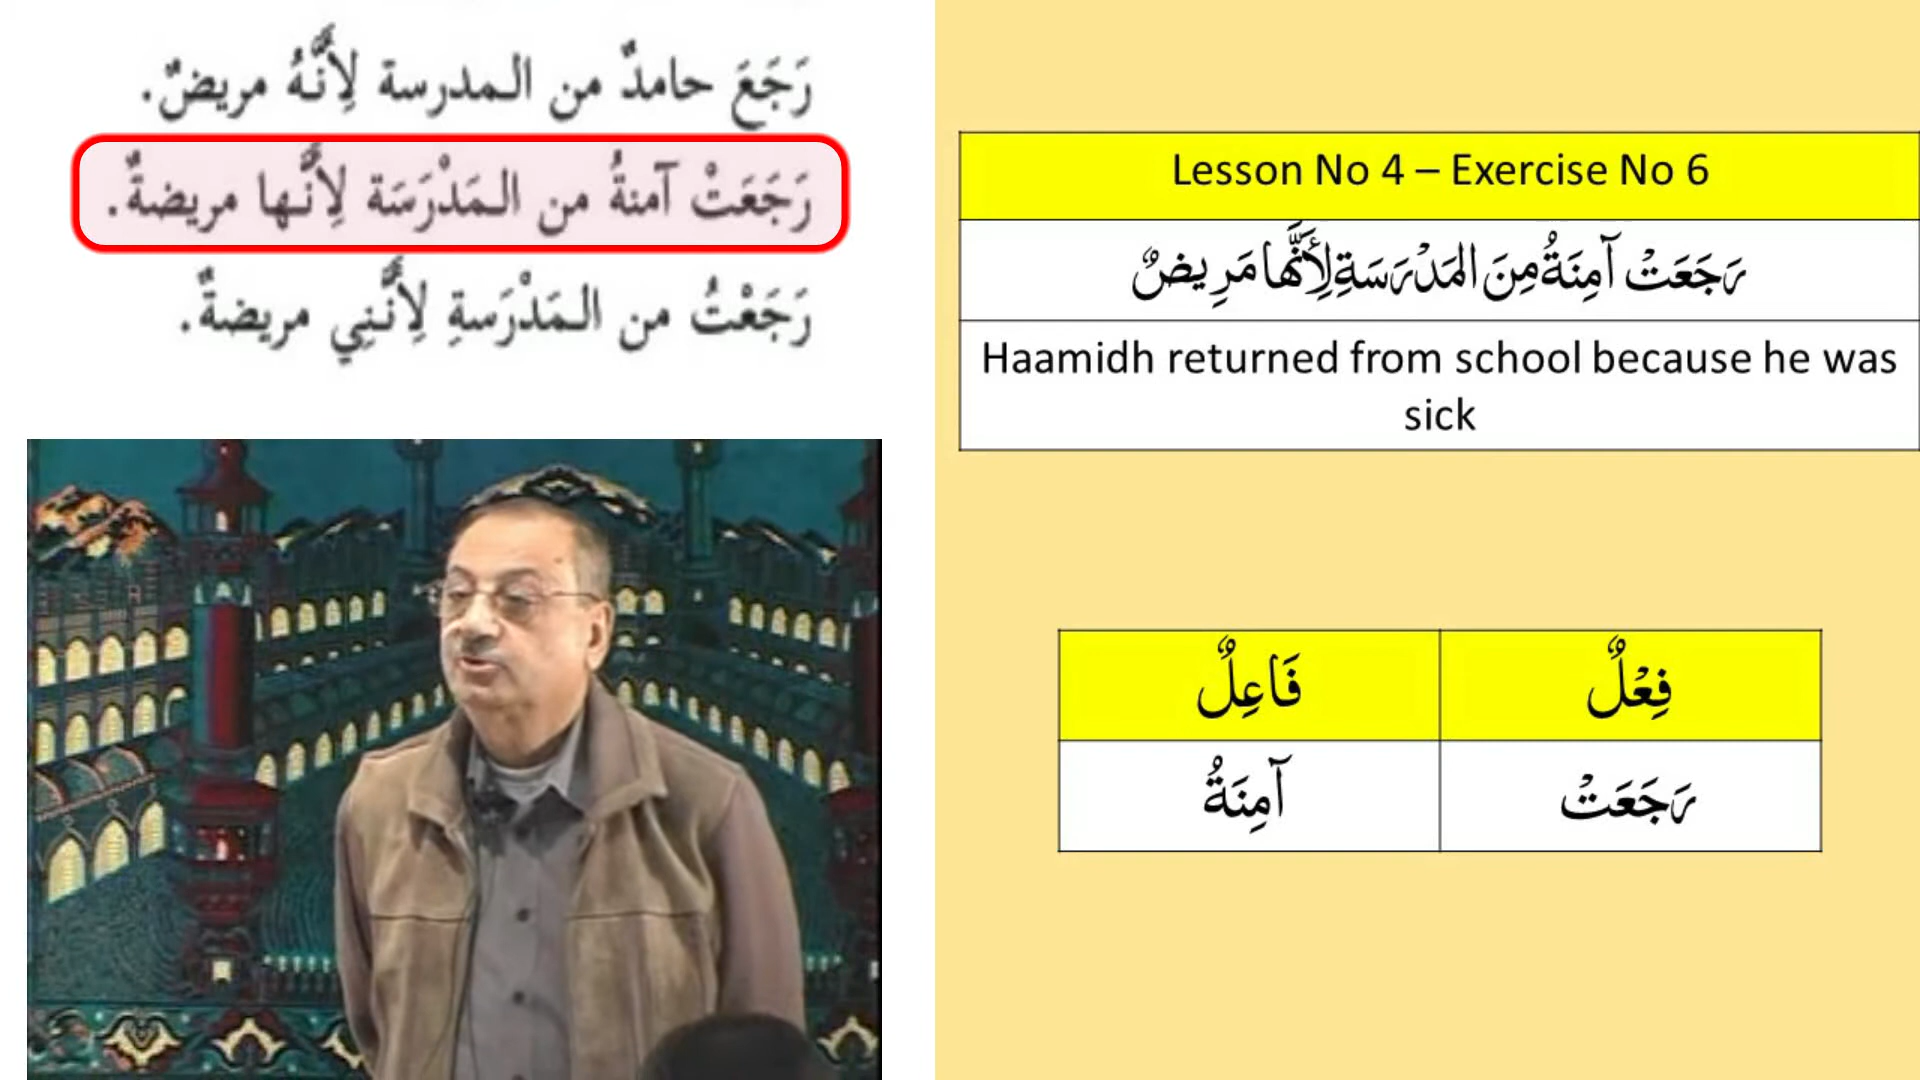 رَجَعَ حامدٌ من المدرسة لِأَنَّهُ مريضٌ.
رَجَعَتْ آمنةُ من المَدْرَسَة لِأَنَّها مريضةٌ.
رَجَعْتُ من المَدْرَسةِ لِأَنَّنِي مريضةٌ.
Lesson No 4 – Exercise No 6
رَجَعَتْ آمِنَةُ مِنَ المَدْرَسَةِ لِأَنَّها مَرِيضٌ
Haamidh returned from school because he was
sick
فِعْلٌ فَاعِلٌ
رَجَعَتْ آمِنَةُ